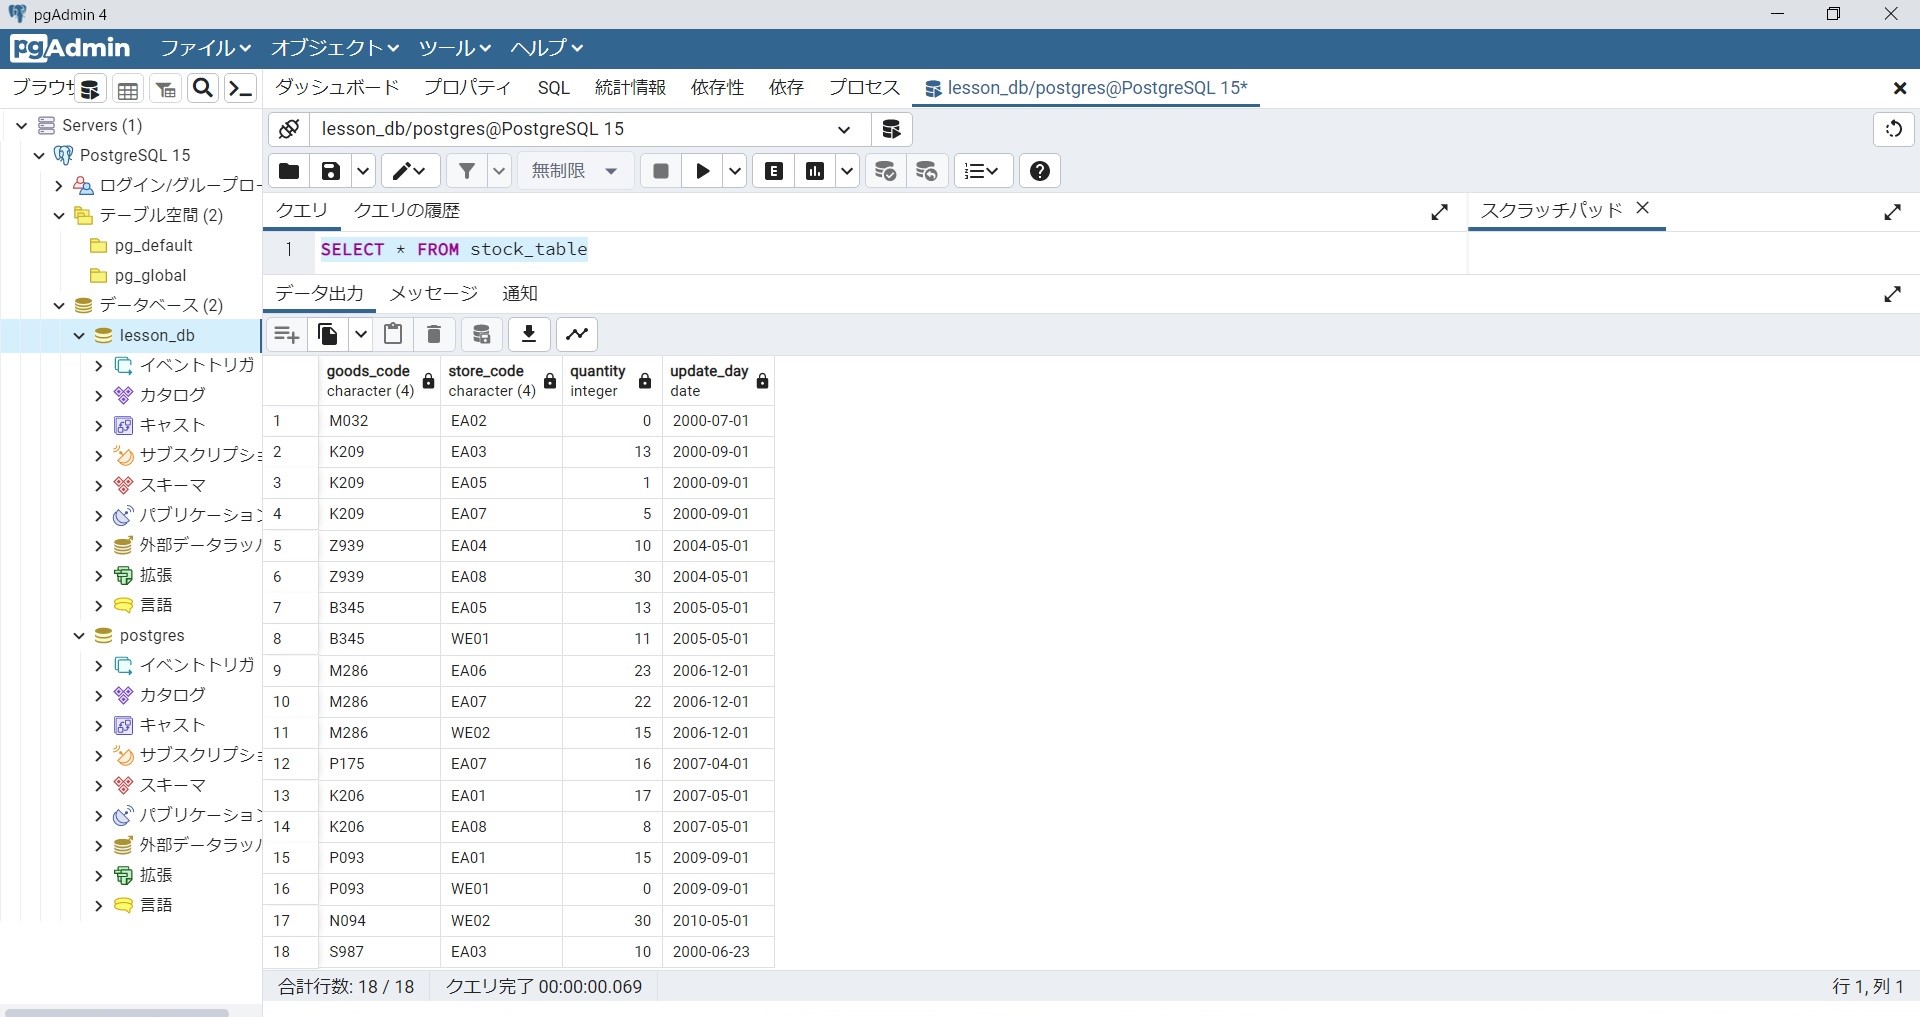 pgAdmin 4
pgAdmin ファイル オブジェクト ツール ヘルプ
ブラウザ ダッシュボード プロパティ SQL 統計情報 依存性 依存 プロセス lesson_db/postgres@PostgreSQL 15*
Servers (1)
PostgreSQL 15
ログイン/グループロー
テーブル空間 (2)
pg_default
pg_global
データベース (2)
lesson_db
イベントトリガ
カタログ
キャスト
サブスクリプショ
スキーマ
パブリケーション
外部データラッパ
拡張
言語
postgres
イベントトリガ
カタログ
キャスト
サブスクリプショ
スキーマ
パブリケーション
外部データラッパ
拡張
言語
lesson_db/postgres@PostgreSQL 15
無制限
クエリ クエリの履歴
スクラッチパッド
1 SELECT * FROM stock_table
データ出力 メッセージ 通知
goods_code store_code quantity update_day
character (4) character (4) integer date
1 M032 EA02 0 2000-07-01
2 K209 EA03 13 2000-09-01
3 K209 EA05 1 2000-09-01
4 K209 EA07 5 2000-09-01
5 Z939 EA04 10 2004-05-01
6 Z939 EA08 30 2004-05-01
7 B345 EA05 13 2005-05-01
8 B345 WE01 11 2005-05-01
9 M286 EA06 23 2006-12-01
10 M286 EA07 22 2006-12-01
11 M286 WE02 15 2006-12-01
12 P175 EA07 16 2007-04-01
13 K206 EA01 17 2007-05-01
14 K206 EA08 8 2007-05-01
15 P093 EA01 15 2009-09-01
16 P093 WE01 0 2009-09-01
17 N094 WE02 30 2010-05-01
18 S987 EA03 10 2000-06-23
合計行数: 18 / 18 クエリ完了 00:00:00.069
行 1, 列 1